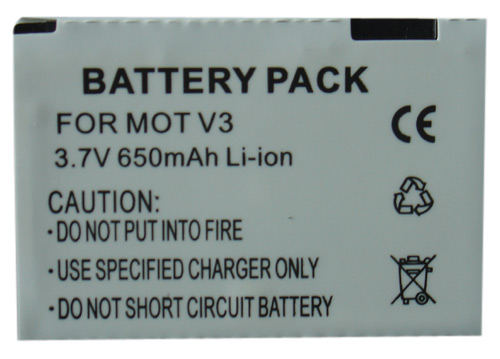 BATTERY PACK
FOR MOT V3
3.7V 650mAh Li-ion
CE
CAUTION:
·DO NOT PUT INTO FIRE
·USE SPECIFIED CHARGER ONLY
·DO NOT SHORT CIRCUIT BATTERY